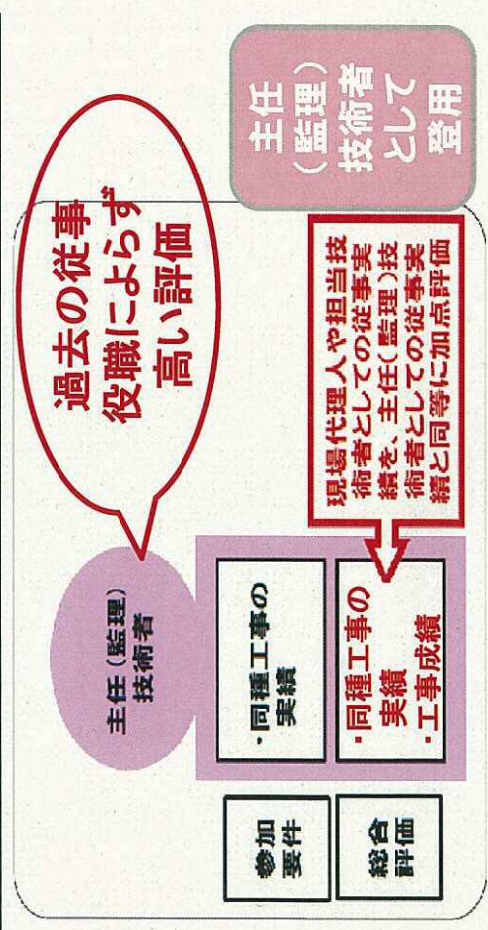 過去の従事
役職によらず
高い評価
主任(監理)
技術者
参加
要件
・同種工事の
実績
総合
評価
・同種工事の
実績
・工事成績
現場代理人や担当技
術者としての従事実
績を、主任(監理)技
術者としての従事実
績と同等に加点評価
主任
(監理)
技術者
として
登用